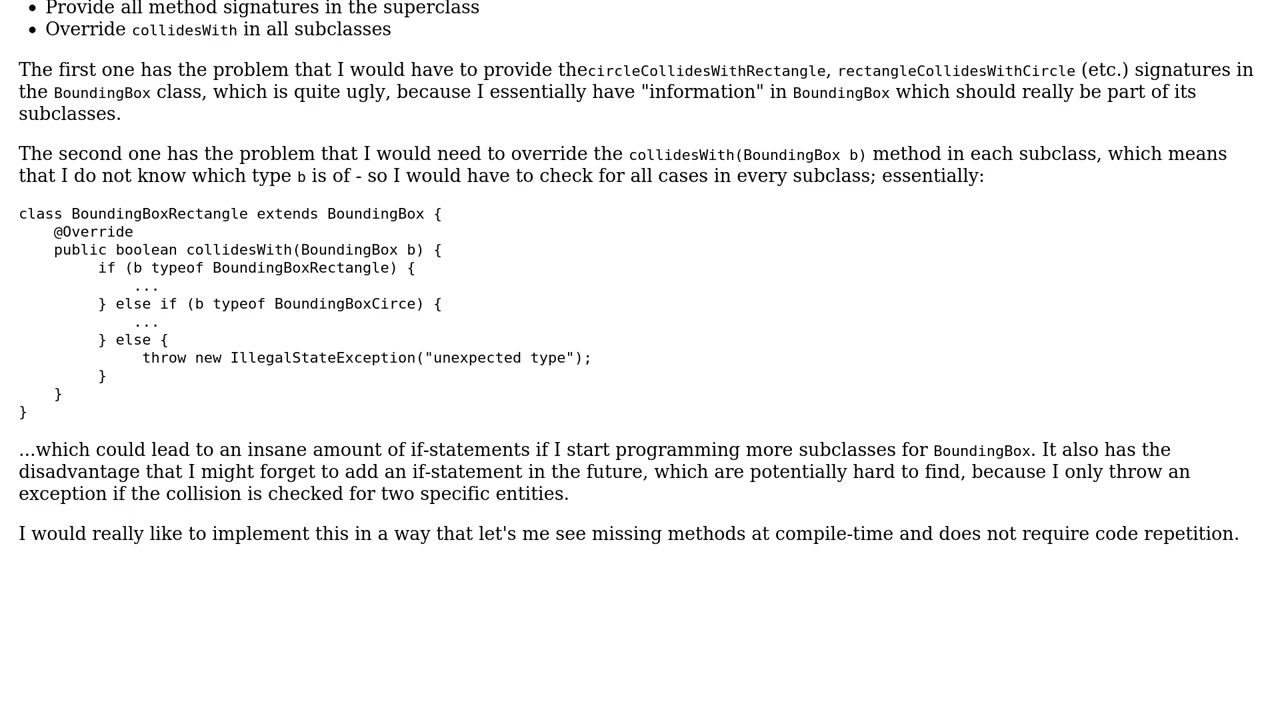 • Provide all method signatures in the superclass
• Override collidesWith in all subclasses
The first one has the problem that I would have to provide thecircleCollidesWithRectangle, rectangleCollidesWithCircle (etc.) signatures in
the BoundingBox class, which is quite ugly, because I essentially have "information" in BoundingBox which should really be part of its
subclasses.
The second one has the problem that I would need to override the collidesWith(BoundingBox b) method in each subclass, which means
that I do not know which type b is of - so I would have to check for all cases in every subclass; essentially:
class BoundingBoxRectangle extends BoundingBox {
    @Override
    public boolean collidesWith(BoundingBox b) {
         if (b typeof BoundingBoxRectangle) {
             ...
         } else if (b typeof BoundingBoxCirce) {
             ...
         } else {
              throw new IllegalStateException("unexpected type");
         }
    }
}
...which could lead to an insane amount of if-statements if I start programming more subclasses for BoundingBox. It also has the
disadvantage that I might forget to add an if-statement in the future, which are potentially hard to find, because I only throw an
exception if the collision is checked for two specific entities.
I would really like to implement this in a way that let's me see missing methods at compile-time and does not require code repetition.